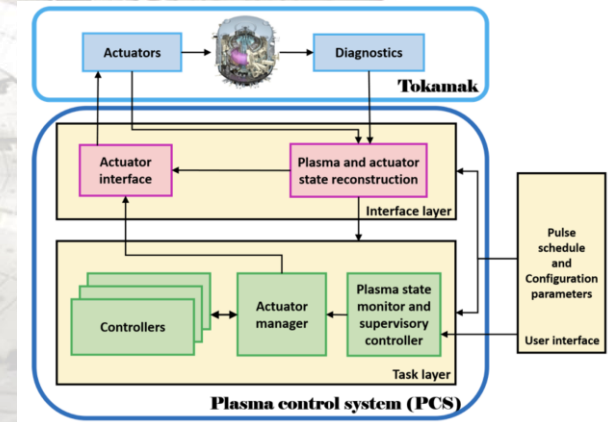 Actuators
Diagnostics
Tokamak
Actuator
interface
Plasma and actuator
state reconstruction
Interface layer
Controllers
Actuator
manager
Plasma state
monitor and
supervisory
controller
Task layer
Plasma control system (PCS)
Pulse
schedule
and
Configuration
parameters
User interface